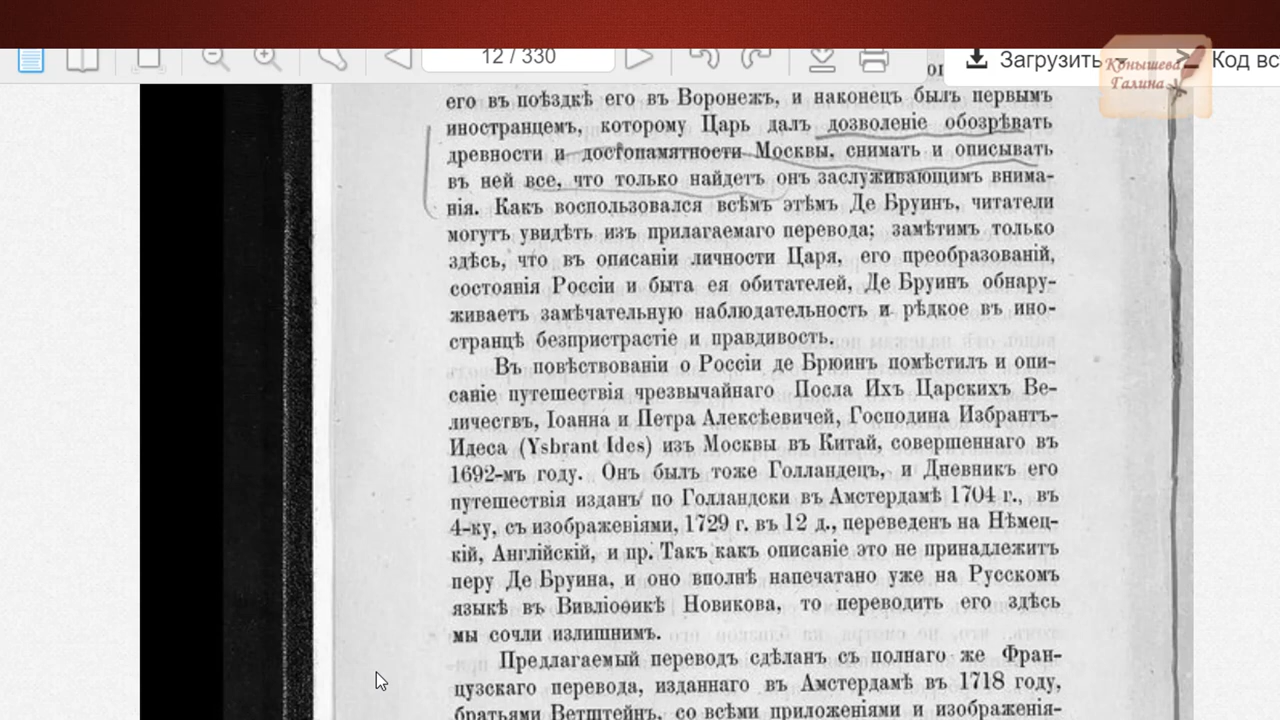 12 / 330
Загрузить
Код вс
Конышева
Галина
его въ поѣздкѣ его въ Воронежъ, и наконецъ былъ первымъ
иностранцемъ, которому Царь далъ дозволеніе обозрѣвать
древности и достопамятности Москвы, снимать и описывать
въ ней все, что только найдетъ онъ заслуживающимъ внима-
нія. Какъ воспользовался всѣмъ этѣмъ Де Бруинъ, читатели
могутъ увидѣть изъ прилагаемаго перевода; замѣтимъ только
здѣсь, что въ описаніи личности Царя, его преобразованій,
состоянія Россіи и быта ея обитателей, Де Бруинъ обнару-
живаетъ замѣчательную наблюдательность и рѣдкое въ ино-
странцѣ безпристрастіе и правдивость.
Въ повѣствованіи о Россіи де Брюинъ помѣстилъ и опи-
саніе путешествія чрезвычайнаго Посла Ихъ Царскихъ Ве-
личествъ, Іоанна и Петра Алексѣевичей, Господина Избрантъ-
Идеса (Ysbrant Ides) изъ Москвы въ Китай, совершеннаго въ
1692-мъ году. Онъ былъ тоже Голландецъ, и Дневникъ его
путешествія изданъ по Голландски въ Амстердамѣ 1704 г., въ
4-ку, съ изображеніями, 1729 г. въ 12 д., переведенъ на Нѣмец-
кій, Англійскій, и пр. Такъ какъ описаніе это не принадлежитъ
перу Де Бруина, и оно вполнѣ напечатано уже на Русскомъ
языкѣ въ Вивліоѳикѣ Новикова, то переводить его здѣсь
мы сочли излишнимъ.
Предлагаемый переводъ сдѣланъ съ полнаго же Фран-
цузскаго перевода, изданнаго въ Амстердамѣ въ 1718 году,
братьями Ветштейнъ, со всѣми приложеніями и изображенія-